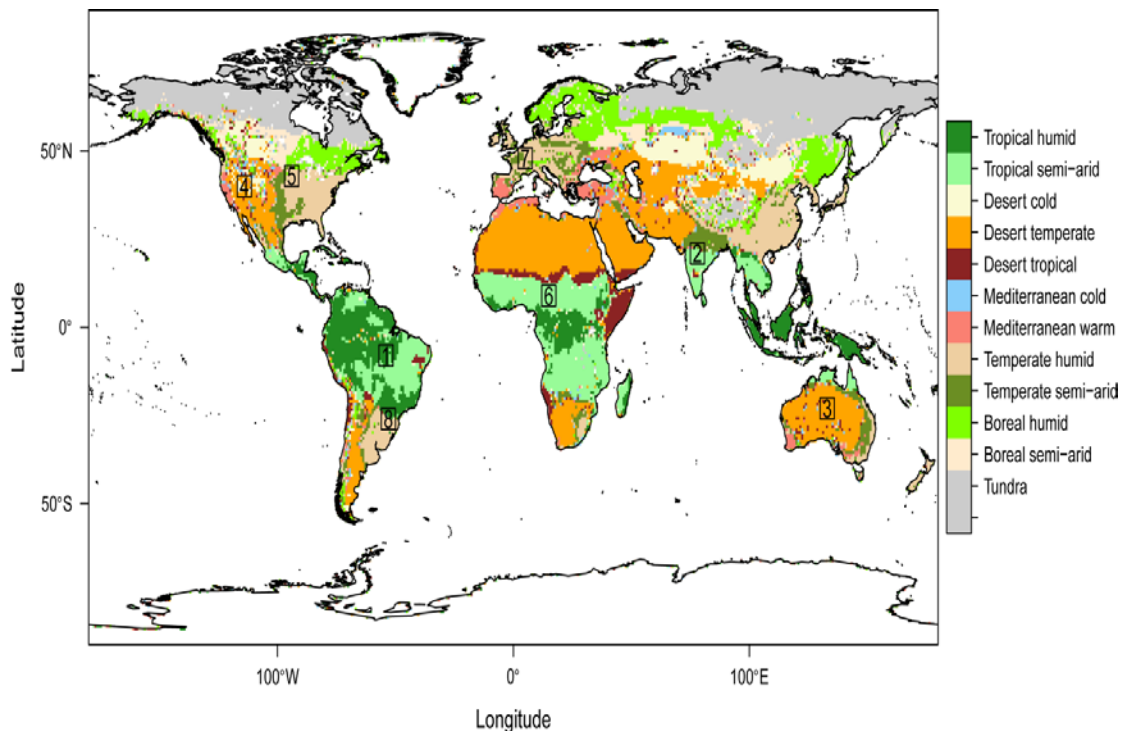 Latitude
50°N
0°
50°S
100°W
0°
100°E
Longitude
1
2
3
4
5
6
7
8
Tropical humid
Tropical semi−arid
Desert cold
Desert temperate
Desert tropical
Mediterranean cold
Mediterranean warm
Temperate humid
Temperate semi−arid
Boreal humid
Boreal semi−arid
Tundra